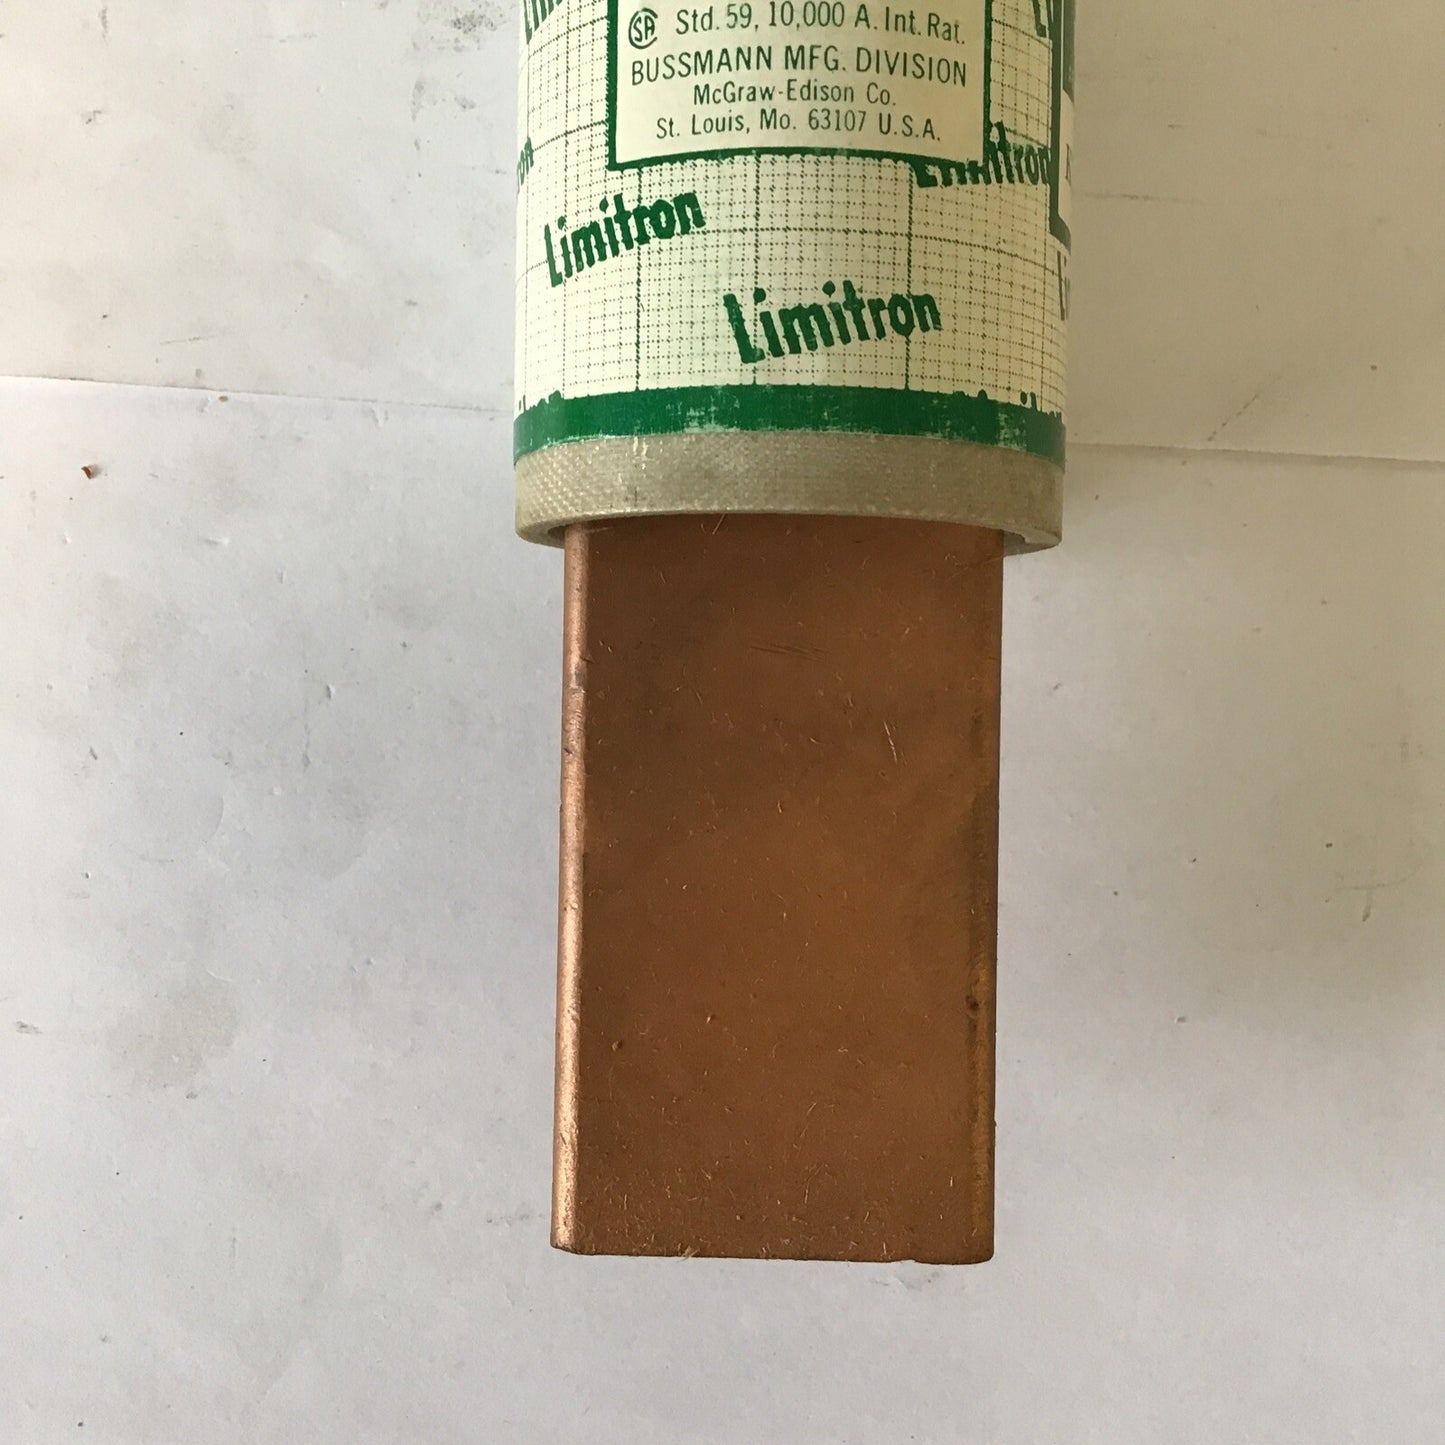 SA Std. 59, 10,000 A. Int. Rat.
BUSSMANN MFG. DIVISION
McGraw-Edison Co.
St. Louis, Mo. 63107 U.S.A.
Limitron
Limitron
Limitron